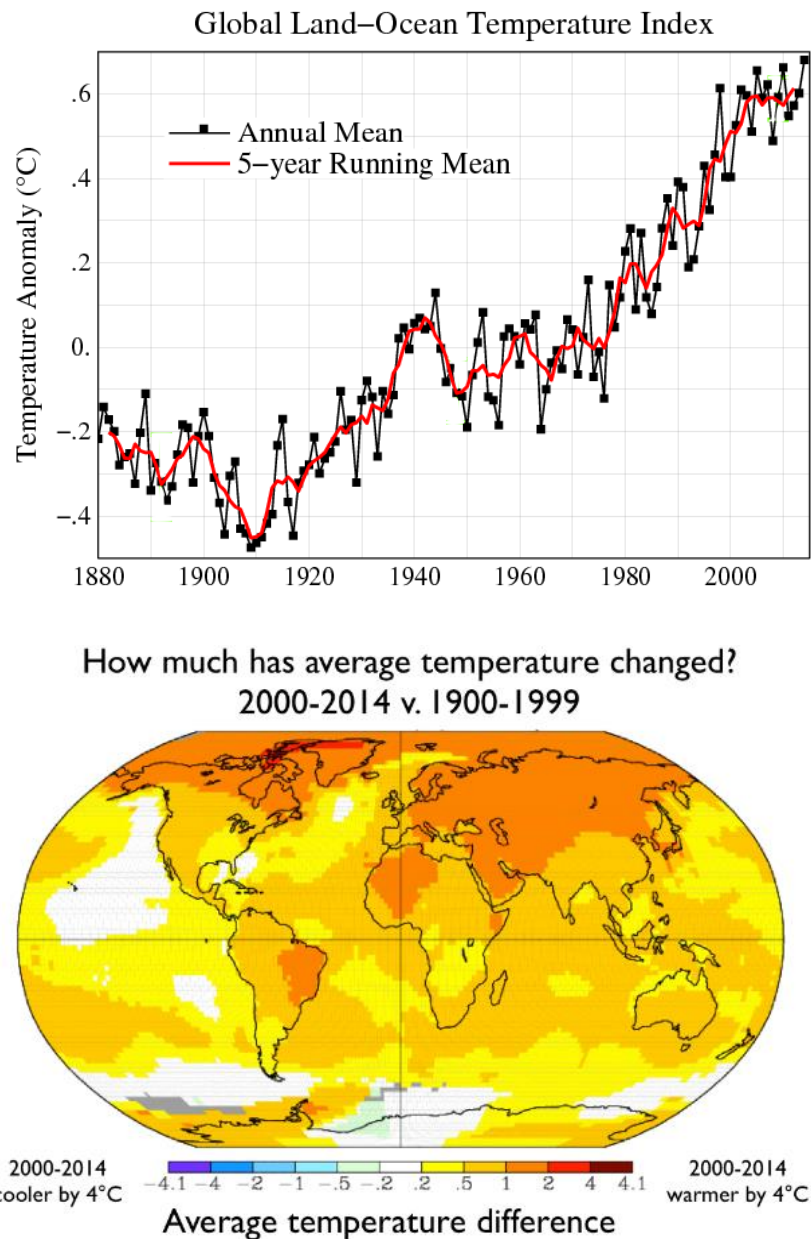 Global Land−Ocean Temperature Index
Temperature Anomaly (°C)
.6
.4
.2
0.
−.2
−.4
Annual Mean
5−year Running Mean
1880 1900 1920 1940 1960 1980 2000
How much has average temperature changed?
2000-2014 v. 1900-1999
2000-2014
cooler by 4°C
-4.1 -4 -2 -1 -.5 -.2 .2 .5 1 2 4 4.1
2000-2014
warmer by 4°C
Average temperature difference